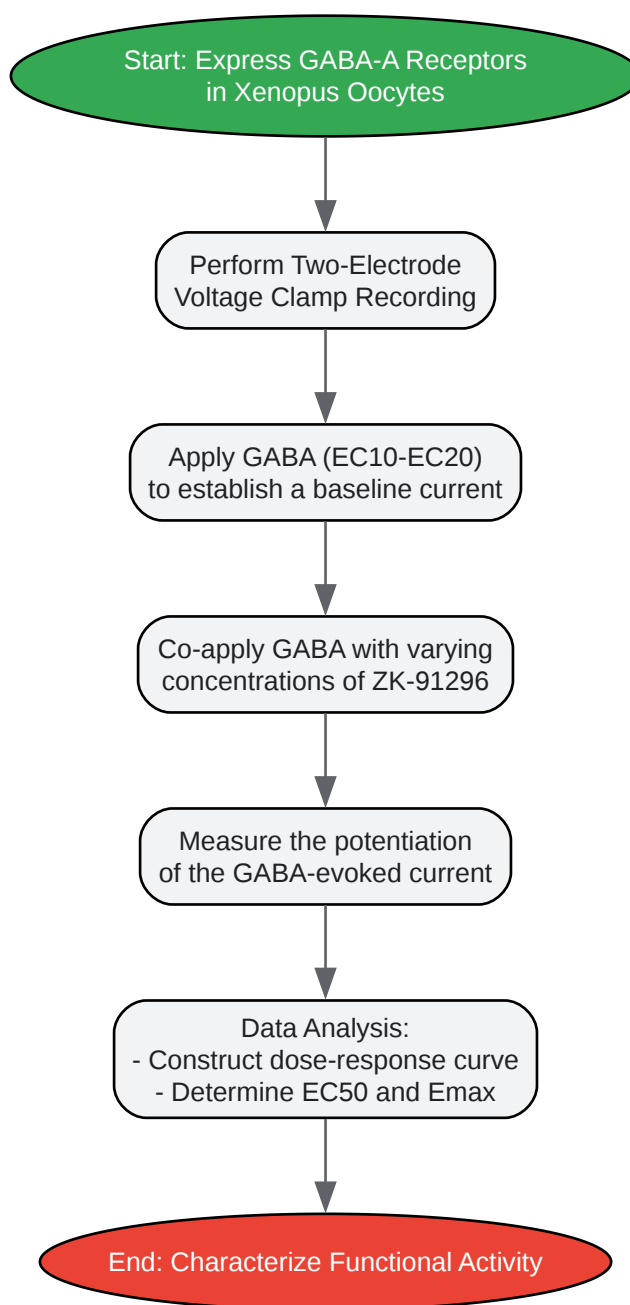 Start: Express GABA-A Receptors
in Xenopus Oocytes
Perform Two-Electrode
Voltage Clamp Recording
Apply GABA (EC10-EC20)
to establish a baseline current
Co-apply GABA with varying
concentrations of ZK-91296
Measure the potentiation
of the GABA-evoked current
Data Analysis:
- Construct dose-response curve
- Determine EC50 and Emax
End: Characterize Functional Activity